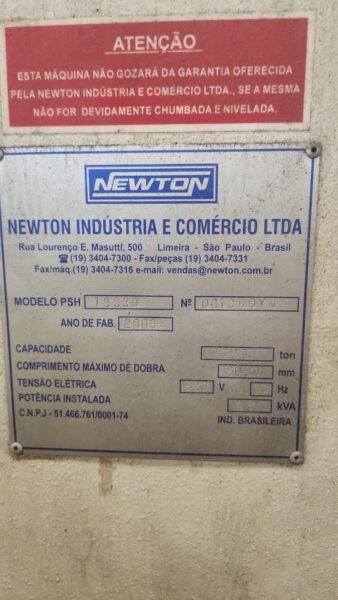 ATENÇÃO
ESTA MÁQUINA NÃO GOZARÁ DA GARANTIA OFERECIDA
PELA NEWTON INDÚSTRIA E COMÉRCIO LTDA., SE A MESMA
NÃO FOR DEVIDAMENTE CHUMBADA E NIVELADA.
NEWTON
NEWTON INDÚSTRIA E COMÉRCIO LTDA
Rua Lourenço E. Masutti, 500 Limeira - São Paulo - Brasil
☎(19) 3404-7300 - Fax/peças (19) 3404-7331
Fax/máq.(19) 3404-7316 e-mail: vendas@newton.com.br
MODELO PSH Nº
ANO DE FAB.
CAPACIDADE ton
COMPRIMENTO MÁXIMO DE DOBRA mm
TENSÃO ELÉTRICA V Hz
POTÊNCIA INSTALADA kVA
C.N.P.J - 51.466.761/0001-74 IND. BRASILEIRA